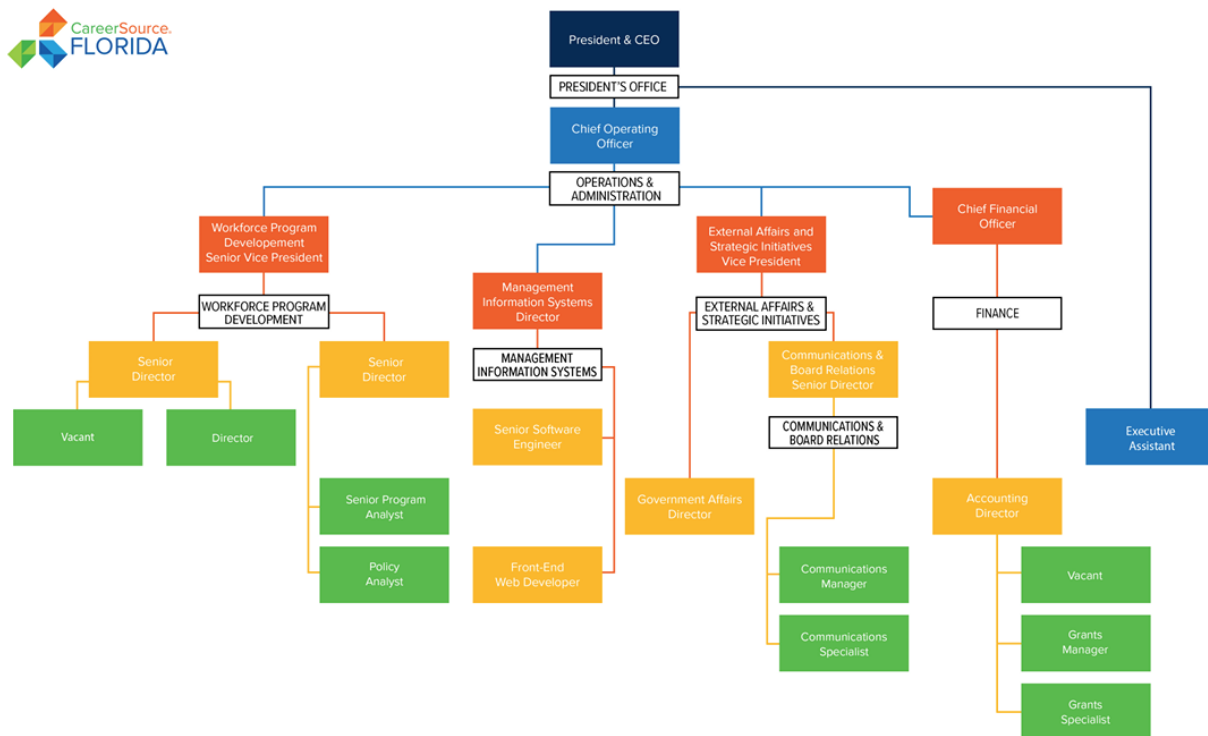 CareerSource
FLORIDA
President & CEO
PRESIDENT'S OFFICE
Chief Operating
Officer
OPERATIONS &
ADMINISTRATION
Workforce Program
Developement
Senior Vice President
WORKFORCE PROGRAM
DEVELOPMENT
Senior
Director
Vacant
Director
Senior
Director
Senior Program
Analyst
Policy
Analyst
Management
Information Systems
Director
MANAGEMENT
INFORMATION SYSTEMS
Senior Software
Engineer
Front-End
Web Developer
External Affairs and
Strategic Initiatives
Vice President
EXTERNAL AFFAIRS &
STRATEGIC INITIATIVES
Government Affairs
Director
Communications &
Board Relations
Senior Director
COMMUNICATIONS &
BOARD RELATIONS
Communications
Manager
Communications
Specialist
Chief Financial
Officer
FINANCE
Accounting
Director
Vacant
Grants
Manager
Grants
Specialist
Executive
Assistant